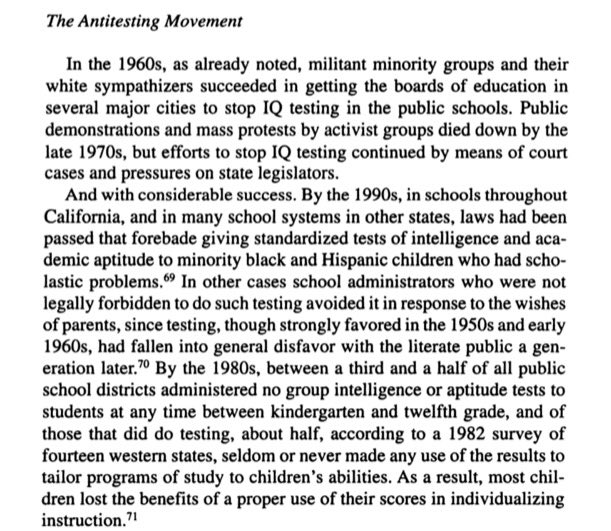 The Antitesting Movement
In the 1960s, as already noted, militant minority groups and their
white sympathizers succeeded in getting the boards of education in
several major cities to stop IQ testing in the public schools. Public
demonstrations and mass protests by activist groups died down by the
late 1970s, but efforts to stop IQ testing continued by means of court
cases and pressures on state legislators.
And with considerable success. By the 1990s, in schools throughout
California, and in many school systems in other states, laws had been
passed that forebade giving standardized tests of intelligence and aca-
demic aptitude to minority black and Hispanic children who had scho-
lastic problems.69 In other cases school administrators who were not
legally forbidden to do such testing avoided it in response to the wishes
of parents, since testing, though strongly favored in the 1950s and early
1960s, had fallen into general disfavor with the literate public a gen-
eration later.70 By the 1980s, between a third and a half of all public
school districts administered no group intelligence or aptitude tests to
students at any time between kindergarten and twelfth grade, and of
those that did do testing, about half, according to a 1982 survey of
fourteen western states, seldom or never made any use of the results to
tailor programs of study to children's abilities. As a result, most chil-
dren lost the benefits of a proper use of their scores in individualizing
instruction.71